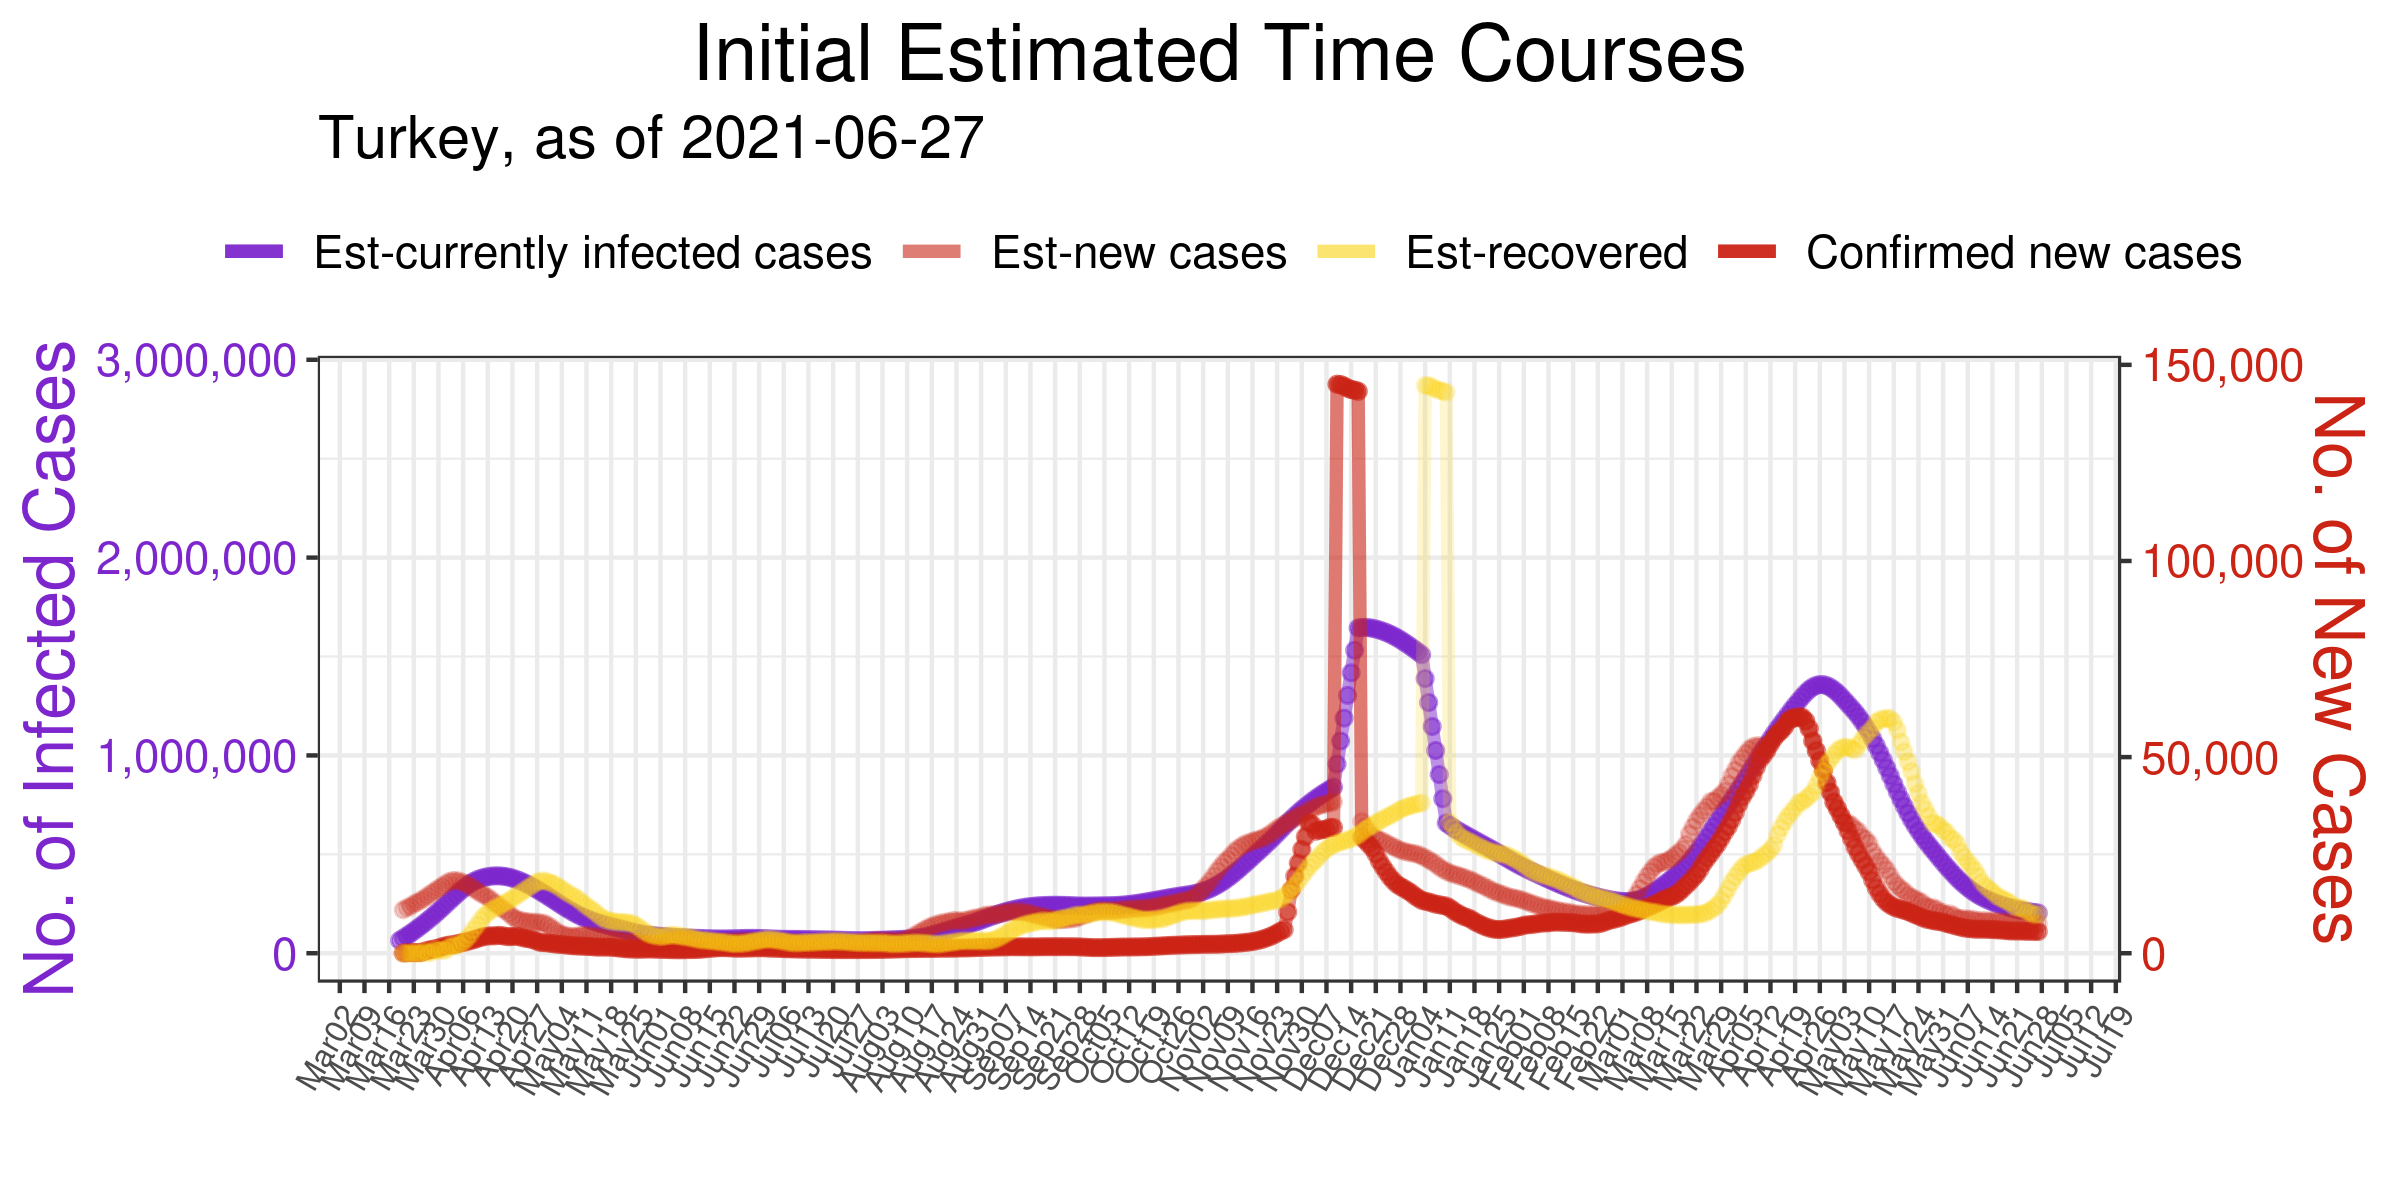 Initial Estimated Time Courses
Turkey, as of 2021-06-27
Est-currently infected cases
Est-new cases
Est-recovered
Confirmed new cases
No. of Infected Cases
3,000,000
2,000,000
1,000,000
0
150,000
100,000
50,000
0
No. of New Cases
Mar02
Mar09
Mar16
Mar23
Mar30
Apr06
Apr13
Apr20
Apr27
May04
May11
May18
May25
Jun01
Jun08
Jun15
Jun22
Jun29
Jul06
Jul13
Jul20
Jul27
Aug03
Aug10
Aug17
Aug24
Aug31
Sep07
Sep14
Sep21
Sep28
Oct05
Oct12
Oct19
Oct26
Nov02
Nov09
Nov16
Nov23
Nov30
Dec07
Dec14
Dec21
Dec28
Jan04
Jan11
Jan18
Jan25
Feb01
Feb08
Feb15
Feb22
Mar01
Mar08
Mar15
Mar22
Mar29
Apr05
Apr12
Apr19
Apr26
May03
May10
May17
May24
May31
Jun07
Jun14
Jun21
Jun28
Jul05
Jul12
Jul19